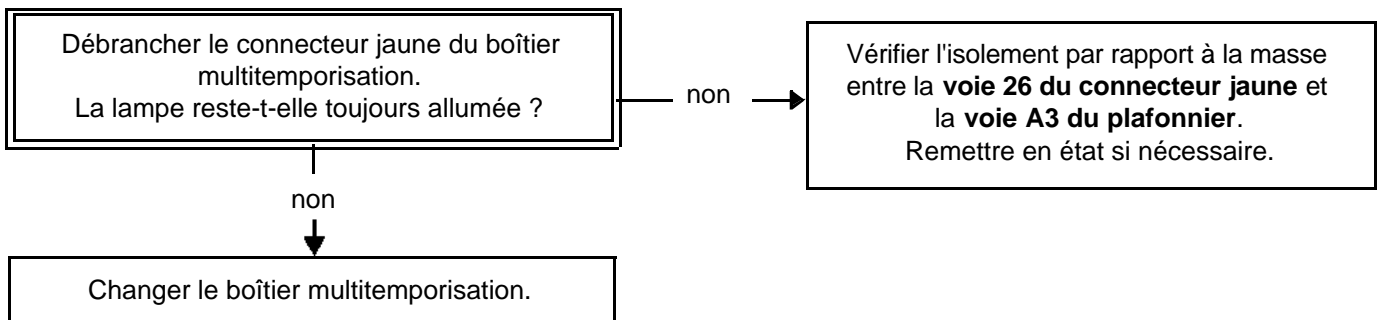 Débrancher le connecteur jaune du boîtier
multitemporisation.
La lampe reste-t-elle toujours allumée ?
non
Vérifier l'isolement par rapport à la masse
entre la voie 26 du connecteur jaune et
la voie A3 du plafonnier.
Remettre en état si nécessaire.
non
Changer le boîtier multitemporisation.